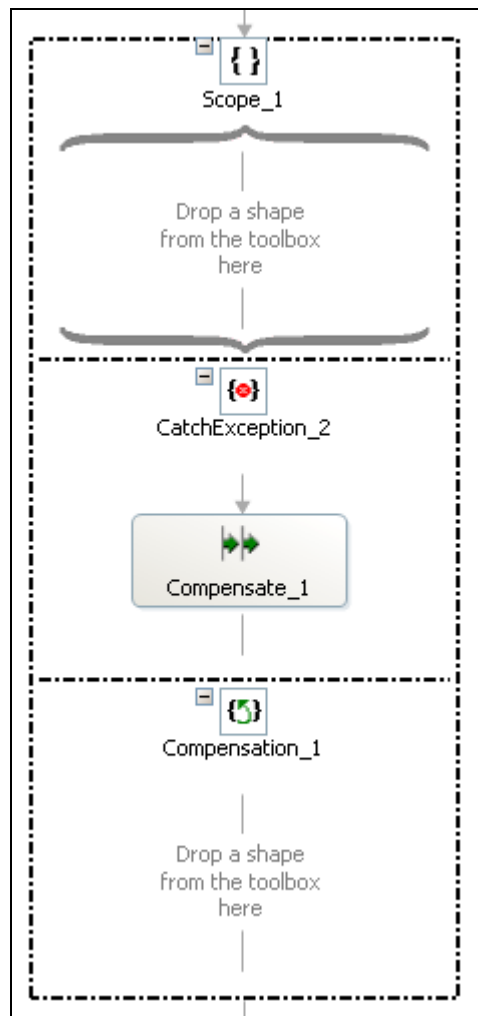 Scope_1
Drop a shape
from the toolbox
here
CatchException_2
Compensate_1
Compensation_1
Drop a shape
from the toolbox
here